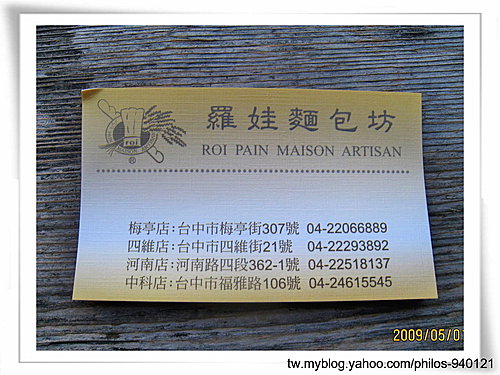 羅娃麵包坊
roi
®
ROI PAIN MAISON ARTISAN
梅亭店:台中市梅亭街307號 04-22066889
四維店:台中市四維街21號 04-22293892
河南店:河南路四段362-1號 04-22518137
中科店:台中市福雅路106號 04-24615545
2009/05/07
tw.myblog.yahoo.com/philos-940121